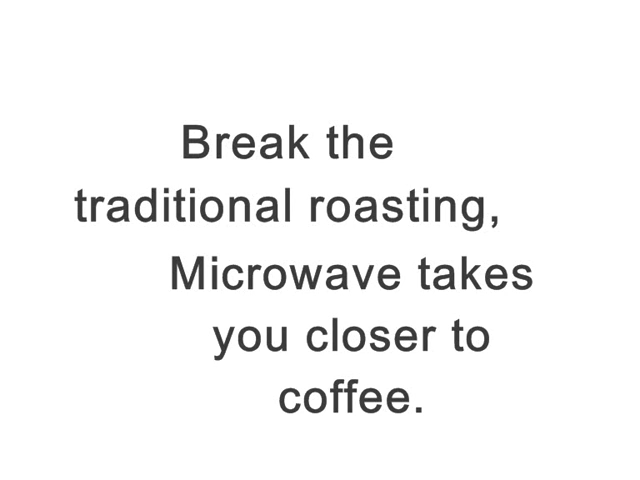 Break the
traditional roasting,
Microwave takes
you closer to
coffee.